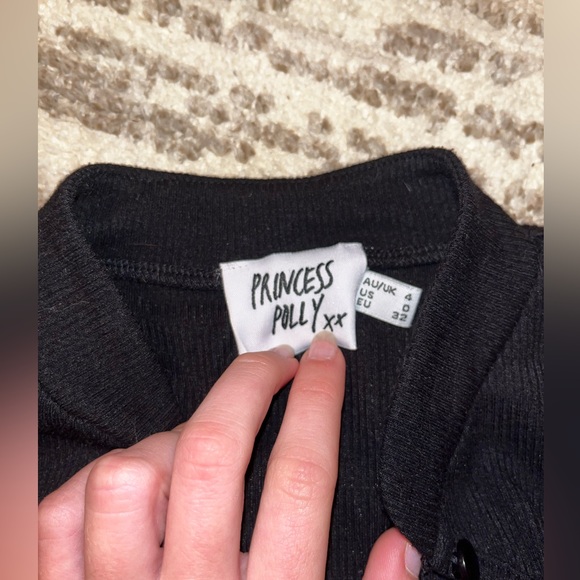 PRINCESS
POLLY xx
AU/UK 4
US 0
EU 32